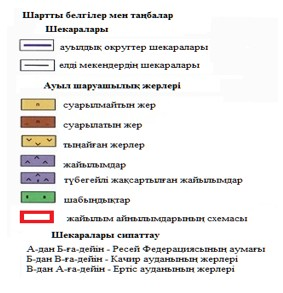 Шартты белгілер мен таңбалар
Шекаралары
ауылдық округтер шекаралары
елді мекендердің шекаралары
Ауыл шаруашылық жерлері
суарылмайтын жер
суарылатын жер
тыңайған жерлер
жайылымдар
түбегейлі жақсартылған жайылымдар
шабындықтар
жайылым айналымдарының схемасы
Шекаралары сипаттау
А-дан Б-ға-дейін - Ресей Федерациясының аумағы
Б-дан В-ға-дейін - Качир ауданының жерлері
В-дан А-ға-дейін - Ертіс ауданының жерлері